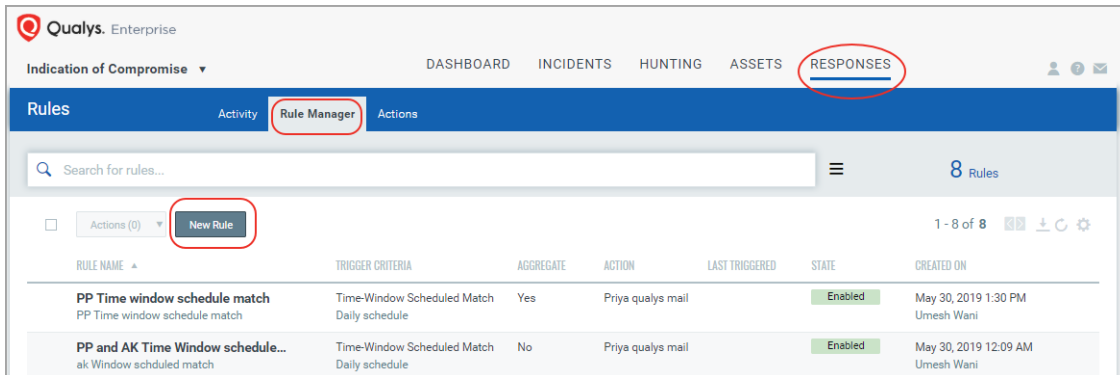 Qualys. Enterprise
Indication of Compromise
DASHBOARD INCIDENTS HUNTING ASSETS RESPONSES
Rules
Activity Rule Manager Actions
Search for rules...
8 Rules
Actions (0) New Rule
1 - 8 of 8
RULE NAME TRIGGER CRITERIA AGGREGATE ACTION LAST TRIGGERED STATE CREATED ON
PP Time window schedule match Time-Window Scheduled Match Yes Priya qualys mail Enabled May 30, 2019 1:30 PM
PP Time window schedule match Daily schedule Umesh Wani
PP and AK Time Window schedule... Time-Window Scheduled Match No Priya qualys mail Enabled May 30, 2019 12:09 AM
ak Window schduled match Daily schedule Umesh Wani